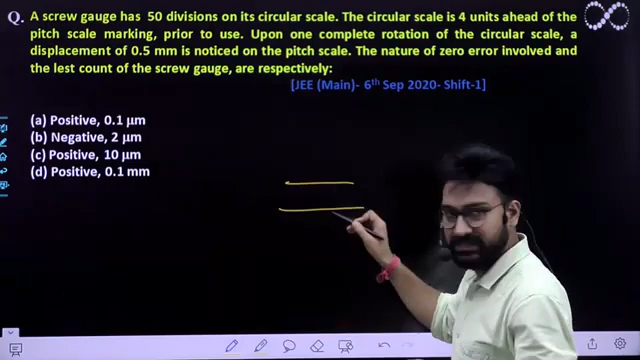 Q. A screw gauge has 50 divisions on its circular scale. The circular scale is 4 units ahead of the
pitch scale marking, prior to use. Upon one complete rotation of the circular scale, a
displacement of 0.5 mm is noticed on the pitch scale. The nature of zero error involved and
the lest count of the screw gauge, are respectively:
[JEE (Main)- 6th Sep 2020- Shift-1]
(a) Positive, 0.1 μm
(b) Negative, 2 μm
(c) Positive, 10 μm
(d) Positive, 0.1 mm